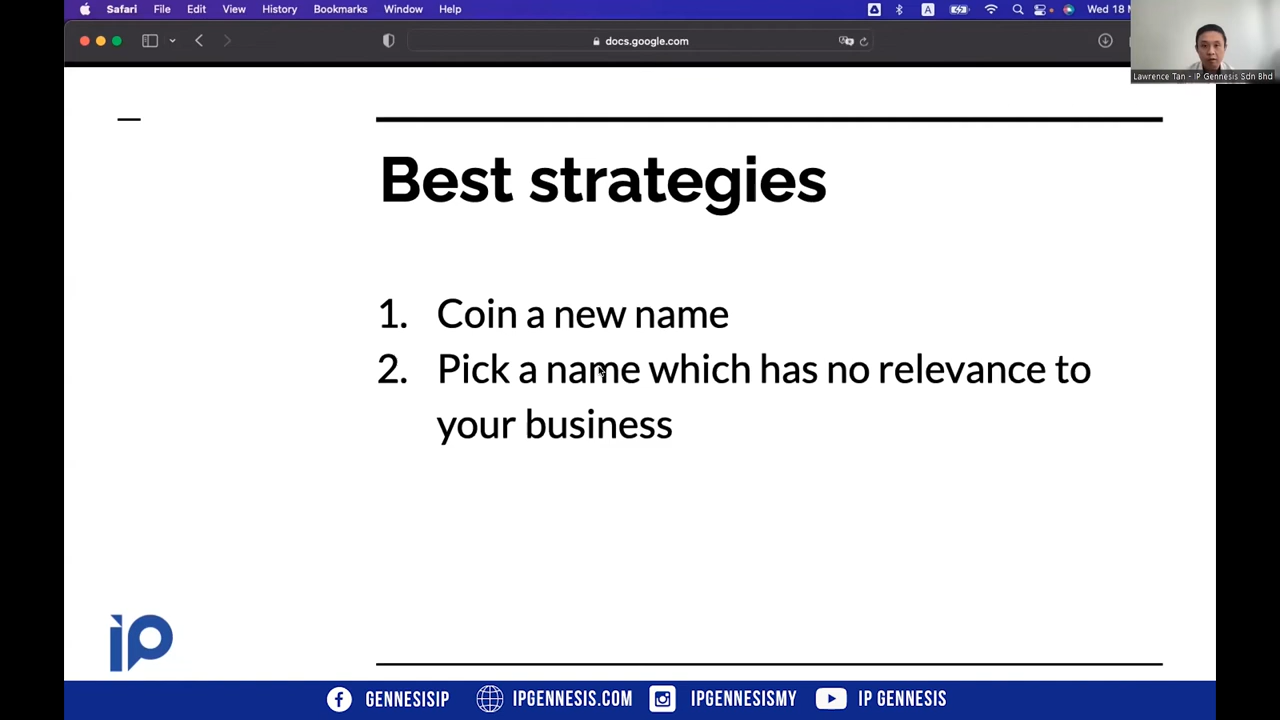 Safari File Edit View History Bookmarks Window Help A Wed 18 M
docs.google.com
Lawrence Tan - IP Gennesis Sdn Bhd
Best strategies
1. Coin a new name
2. Pick a name which has no relevance to
your business
ip
GENNESISIP IPGENNESIS.COM IPGENNESISMY IP GENNESIS